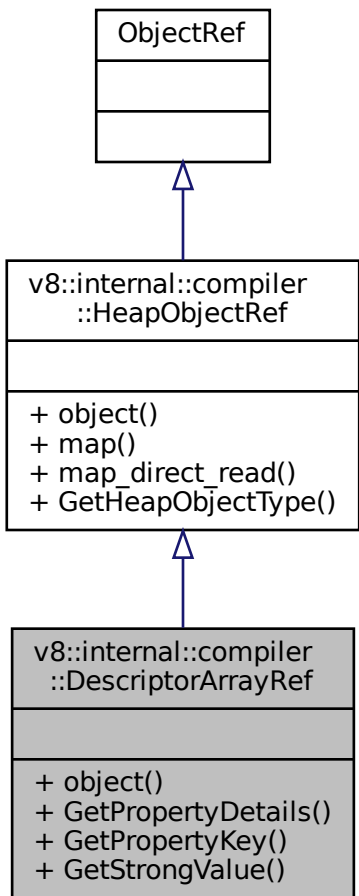 ObjectRef
v8::internal::compiler
::HeapObjectRef
+ object()
+ map()
+ map_direct_read()
+ GetHeapObjectType()
v8::internal::compiler
::DescriptorArrayRef
+ object()
+ GetPropertyDetails()
+ GetPropertyKey()
+ GetStrongValue()